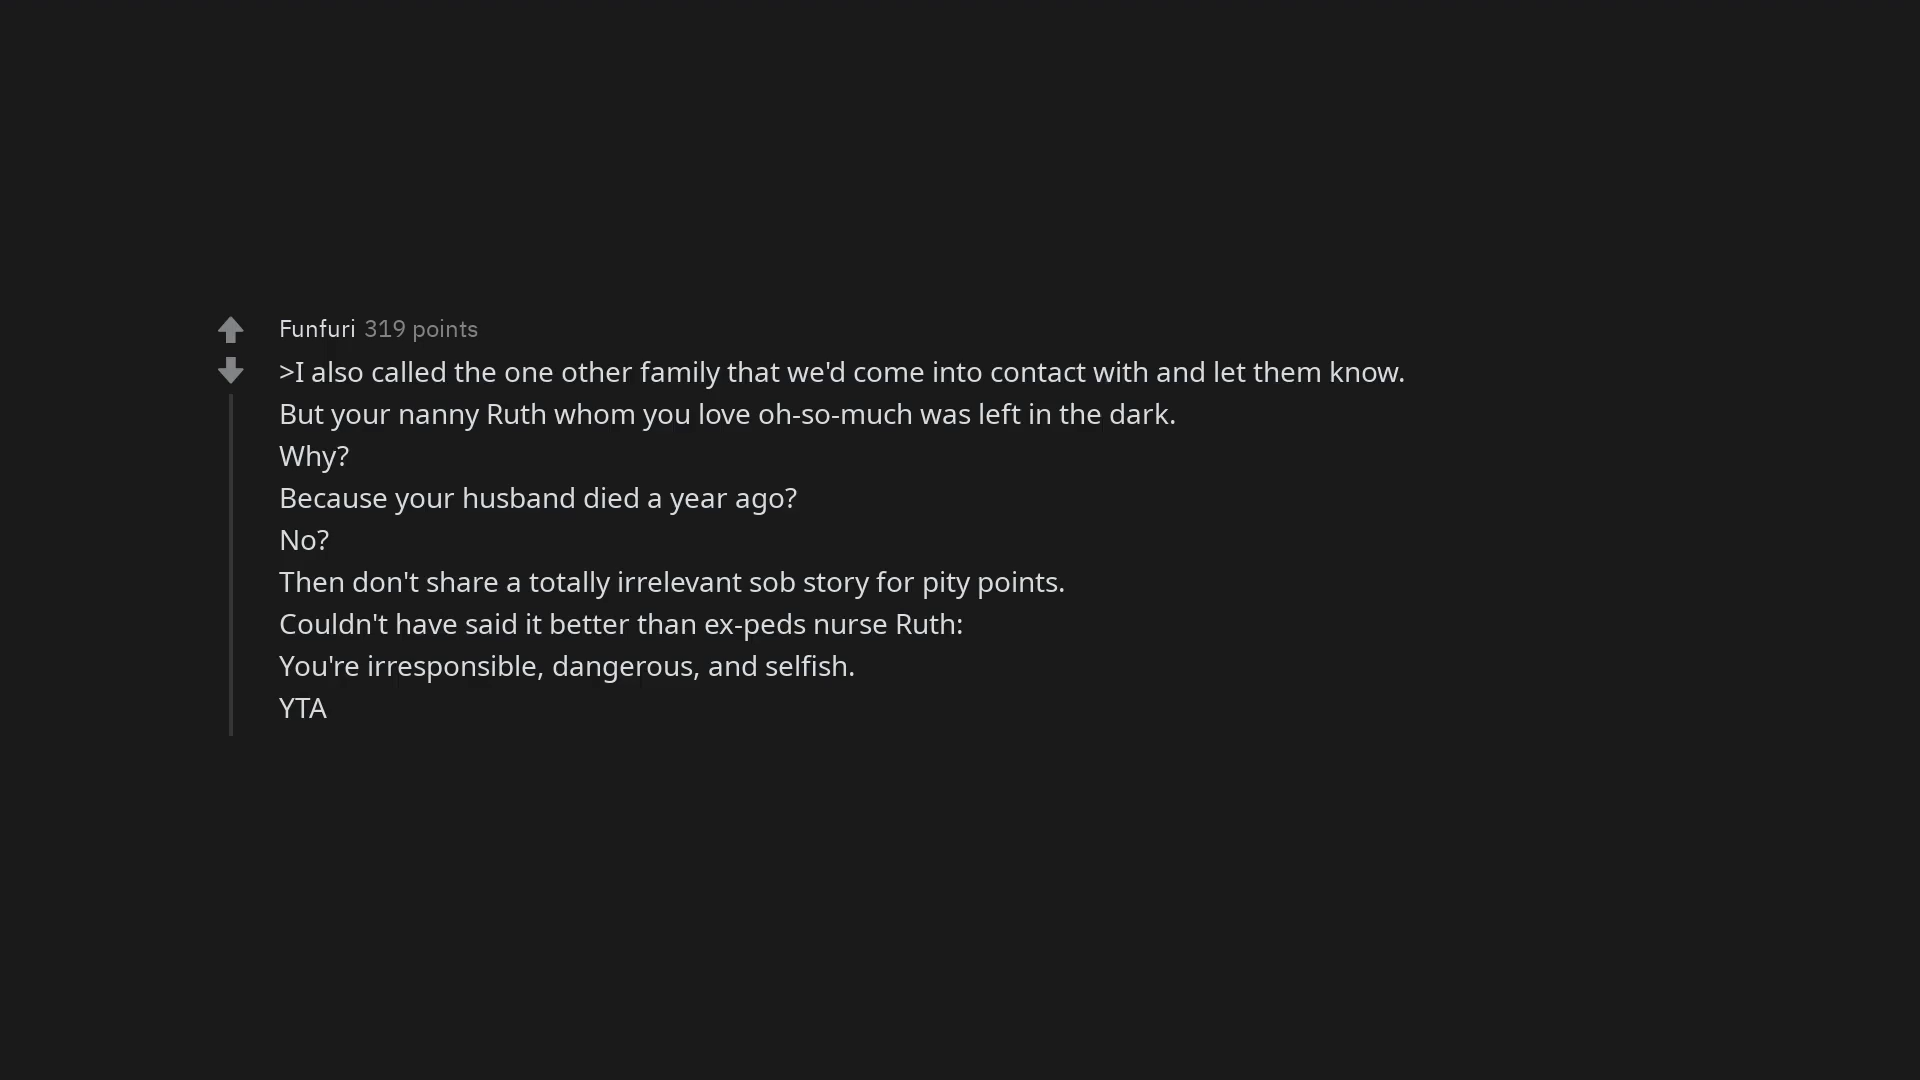 Funfuri 319 points
>I also called the one other family that we'd come into contact with and let them know.
But your nanny Ruth whom you love oh-so-much was left in the dark.
Why?
Because your husband died a year ago?
No?
Then don't share a totally irrelevant sob story for pity points.
Couldn't have said it better than ex-peds nurse Ruth:
You're irresponsible, dangerous, and selfish.
YTA